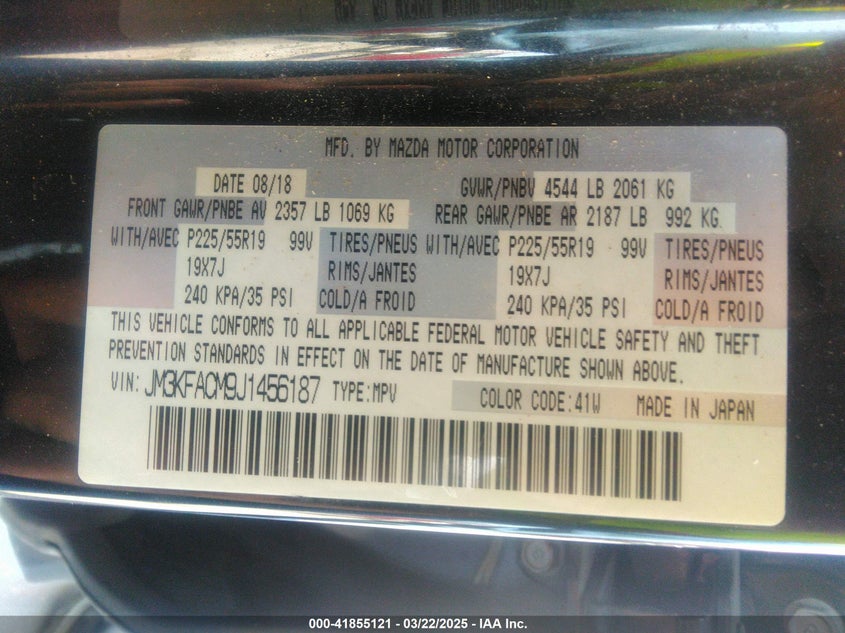 MFD. BY MAZDA MOTOR CORPORATION
DATE 08/18 GVWR/PNBV 4544 LB 2061 KG
FRONT GAWR/PNBE AV 2357 LB 1069 KG REAR GAWR/PNBE AR 2187 LB 992 KG
WITH/AVEC P225/55R19 99V TIRES/PNEUS WITH/AVEC P225/55R19 99V TIRES/PNEUS
19X7J RIMS/JANTES 19X7J RIMS/JANTES
240 KPA/35 PSI COLD/A FROID 240 KPA/35 PSI COLD/A FROID
THIS VEHICLE CONFORMS TO ALL APPLICABLE FEDERAL MOTOR VEHICLE SAFETY AND THEFT
PREVENTION STANDARDS IN EFFECT ON THE DATE OF MANUFACTURE SHOWN ABOVE.
VIN: JM3KFACM9J1456187 TYPE:MPV COLOR CODE:41W MADE IN JAPAN
000-41855121 - 03/22/2025 - IAA Inc.